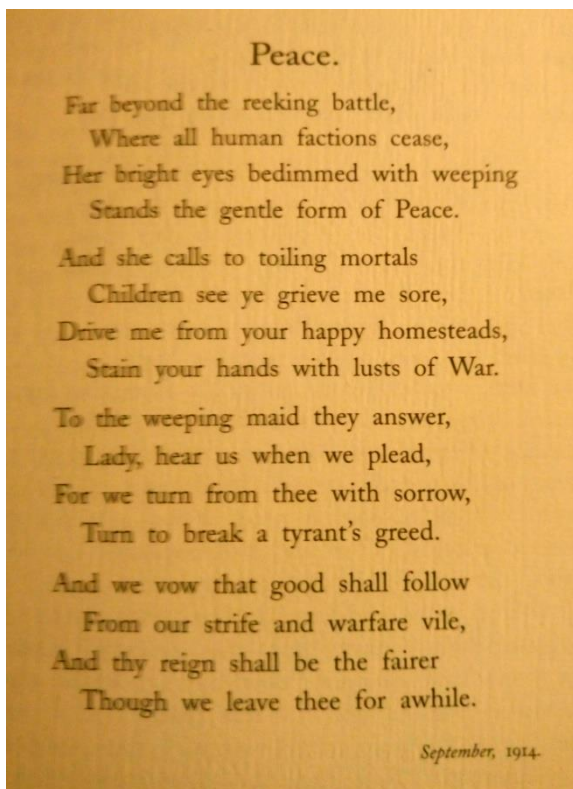 Peace.
Far beyond the reeking battle,
Where all human factions cease,
Her bright eyes bedimmed with weeping
Stands the gentle form of Peace.
And she calls to toiling mortals
Children see ye grieve me sore,
Drive me from your happy homesteads,
Stain your hands with lusts of War.
To the weeping maid they answer,
Lady, hear us when we plead,
For we turn from thee with sorrow,
Turn to break a tyrant's greed.
And we vow that good shall follow
From our strife and warfare vile,
And thy reign shall be the fairer
Though we leave thee for awhile.
September, 1914.